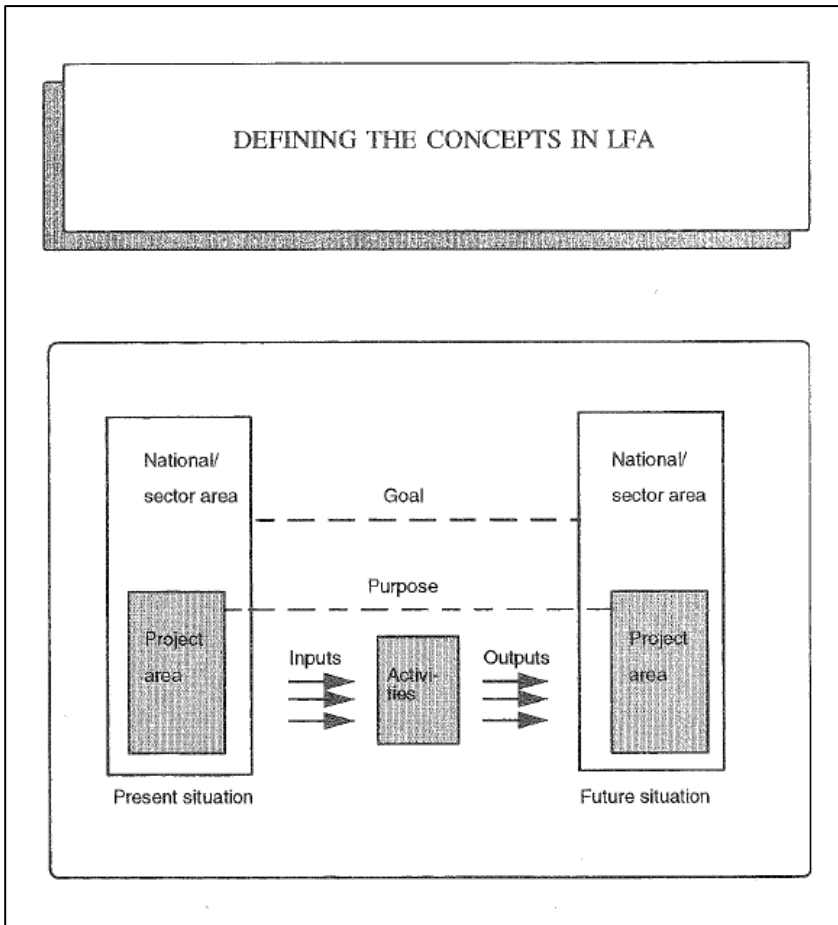 DEFINING THE CONCEPTS IN LFA
National/
sector area
Goal
National/
sector area
Purpose
Project
area
Inputs
Activi-
ties
Outputs
Project
area
Present situation
Future situation